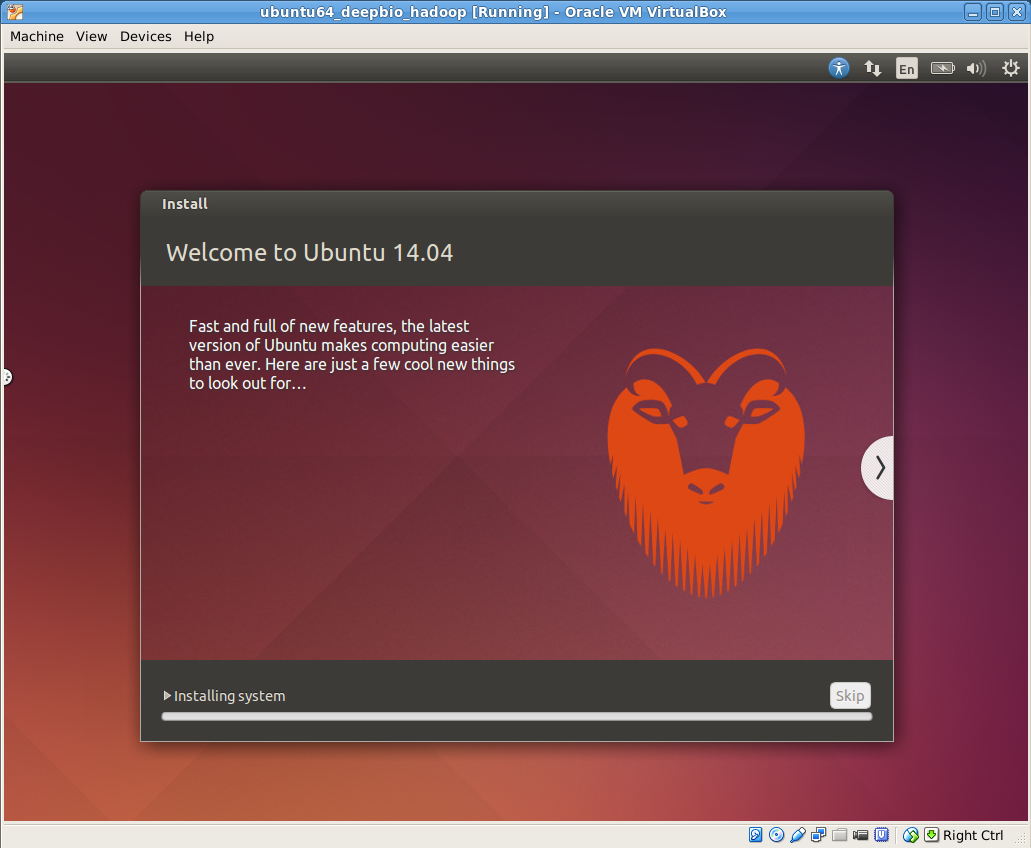 ubuntu64_deepbio_hadoop [Running] - Oracle VM VirtualBox
Machine View Devices Help
En
Install
Welcome to Ubuntu 14.04
Fast and full of new features, the latest
version of Ubuntu makes computing easier
than ever. Here are just a few cool new things
to look out for…
Installing system
Skip
Right Ctrl